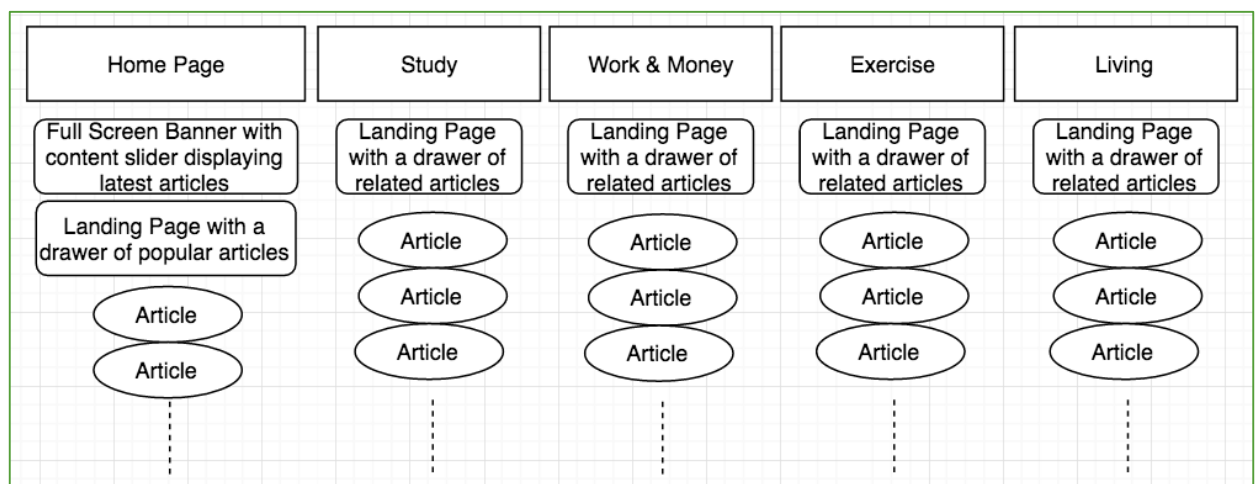 Home Page
Study
Work & Money
Exercise
Living
Full Screen Banner with
content slider displaying
latest articles
Landing Page with a
drawer of popular articles
Article
Article
Landing Page
with a drawer of
related articles
Article
Article
Article
Landing Page
with a drawer of
related articles
Article
Article
Article
Landing Page
with a drawer of
related articles
Article
Article
Article
Landing Page
with a drawer of
related articles
Article
Article
Article